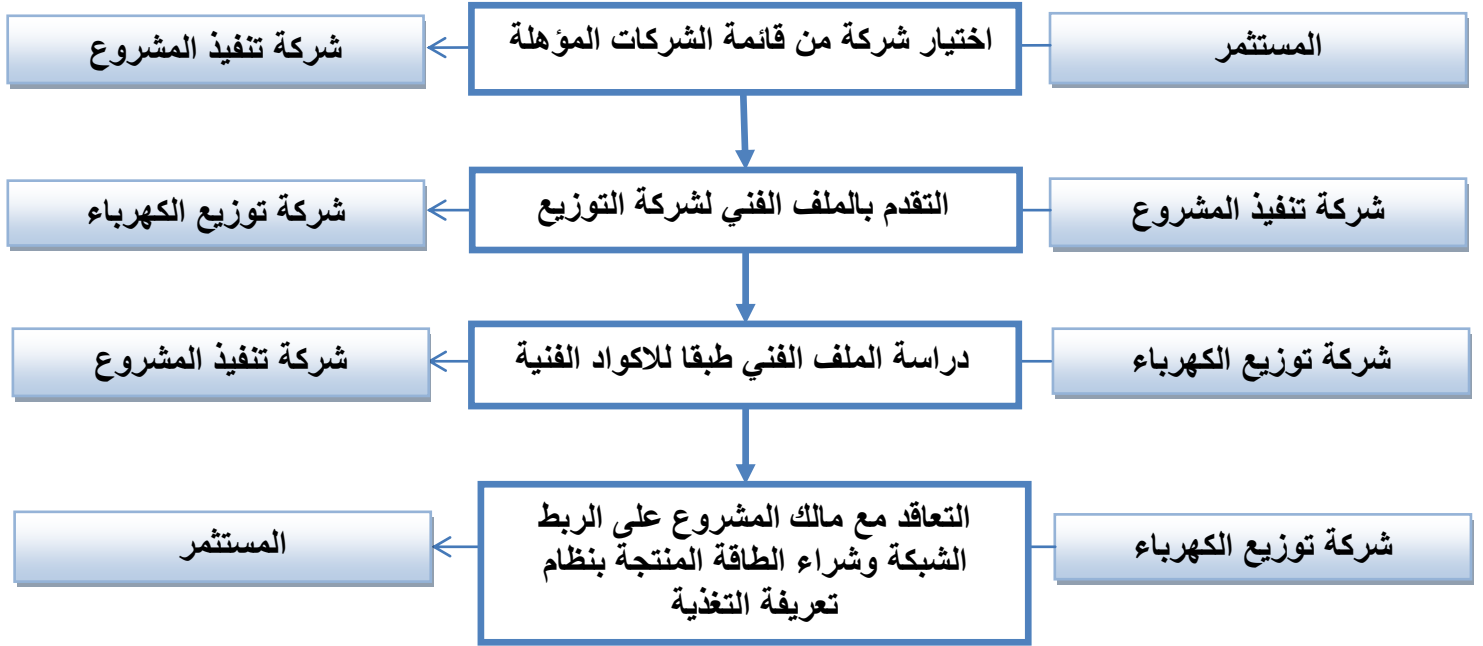 المستثمر
اختيار شركة من قائمة الشركات المؤهلة
شركة تنفيذ المشروع
شركة تنفيذ المشروع
التقدم بالملف الفني لشركة التوزيع
شركة توزيع الكهرباء
شركة توزيع الكهرباء
دراسة الملف الفني طبقا للاكواد الفنية
شركة تنفيذ المشروع
شركة توزيع الكهرباء
التعاقد مع مالك المشروع على الربط
الشبكة وشراء الطاقة المنتجة بنظام
تعريفة التغذية
المستثمر